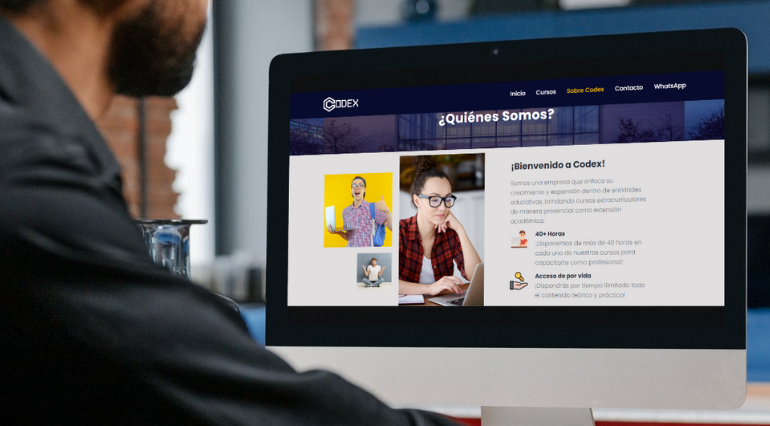 CODEX
Inicio Cursos Sobre Codex Contacto WhatsApp
¿Quiénes Somos?
¡Bienvenido a Codex!
Somos una empresa que enfoca su
crecimiento y expansión dentro de entidades
educativas, brindando cursos extracurriculares
de manera presencial como extensión
académica.
40+ Horas
¡Disponemos de más de 40 horas en
cada uno de nuestros cursos para
capacitarte como profesional!
Acceso de por vida
¡Dispondrás por tiempo ilimitado todo
el contenido teórico y práctico!